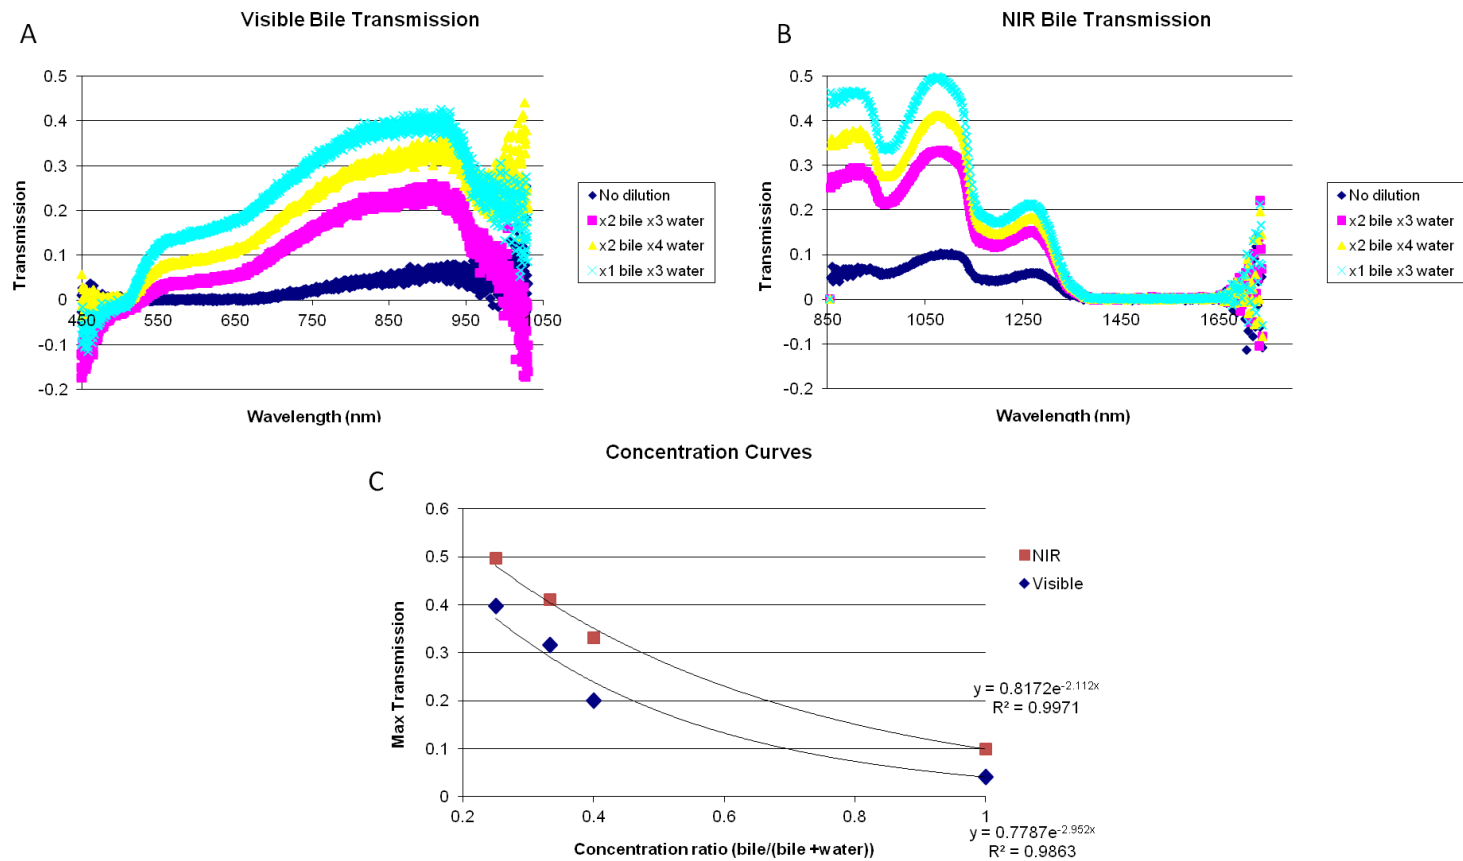 Visible Bile Transmission
A
0.5
0.4
0.3
0.2
0.1
0
-0.1
-0.2
450
550
650
750
850
950
1050
Transmission
Wavelength (nm)
No dilution
x2 bile x3 water
x2 bile x4 water
x1 bile x3 water
NIR Bile Transmission
B
0.5
0.4
0.3
0.2
0.1
0
-0.1
-0.2
850
1050
1250
1450
1650
Transmission
Wavelength (nm)
No dilution
x2 bile x3 water
x2 bile x4 water
x1 bile x3 water
Concentration Curves
C
0.6
0.5
0.4
0.3
0.2
0.1
0
0.2
0.4
0.6
0.8
1
Max Transmission
Concentration ratio (bile/(bile +water))
NIR
Visible
y = 0.8172e^-2.112x
R² = 0.9971
y = 0.7787e^-2.952x
R² = 0.9863